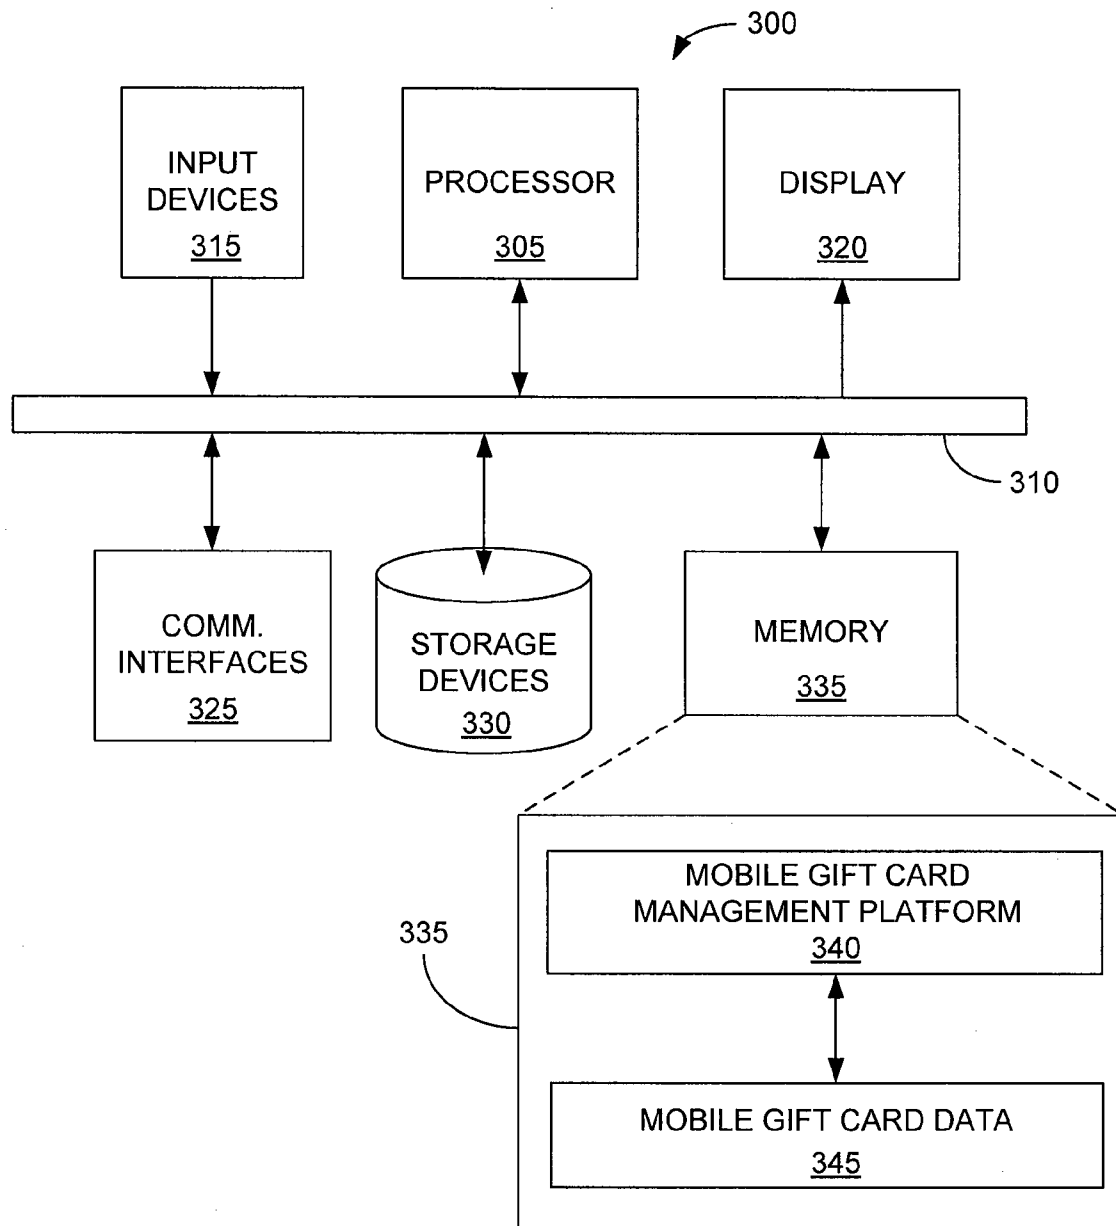 300
INPUT
DEVICES
315
PROCESSOR
305
DISPLAY
320
310
COMM.
INTERFACES
325
STORAGE
DEVICES
330
MEMORY
335
335
MOBILE GIFT CARD
MANAGEMENT PLATFORM
340
MOBILE GIFT CARD DATA
345